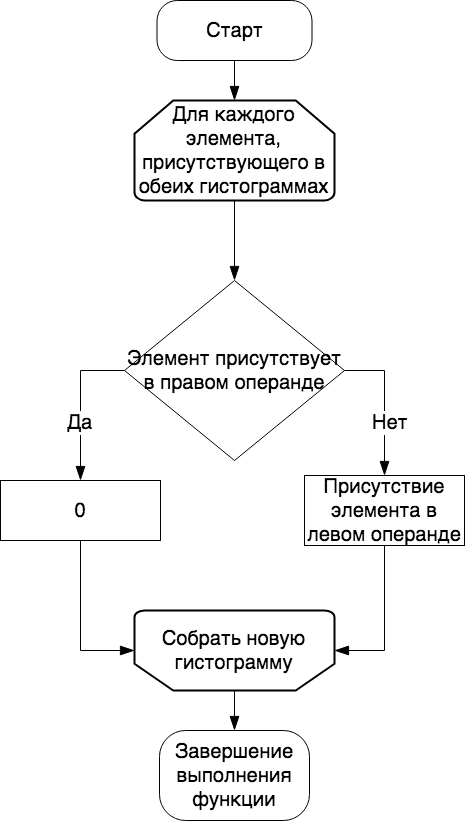 Старт
Для каждого
элемента,
присутствующего в
обеих гистограммах
Элемент присутствует
в правом операнде
Да
Нет
0
Присутствие
элемента в
левом операнде
Собрать новую
гистограмму
Завершение
выполнения
функции